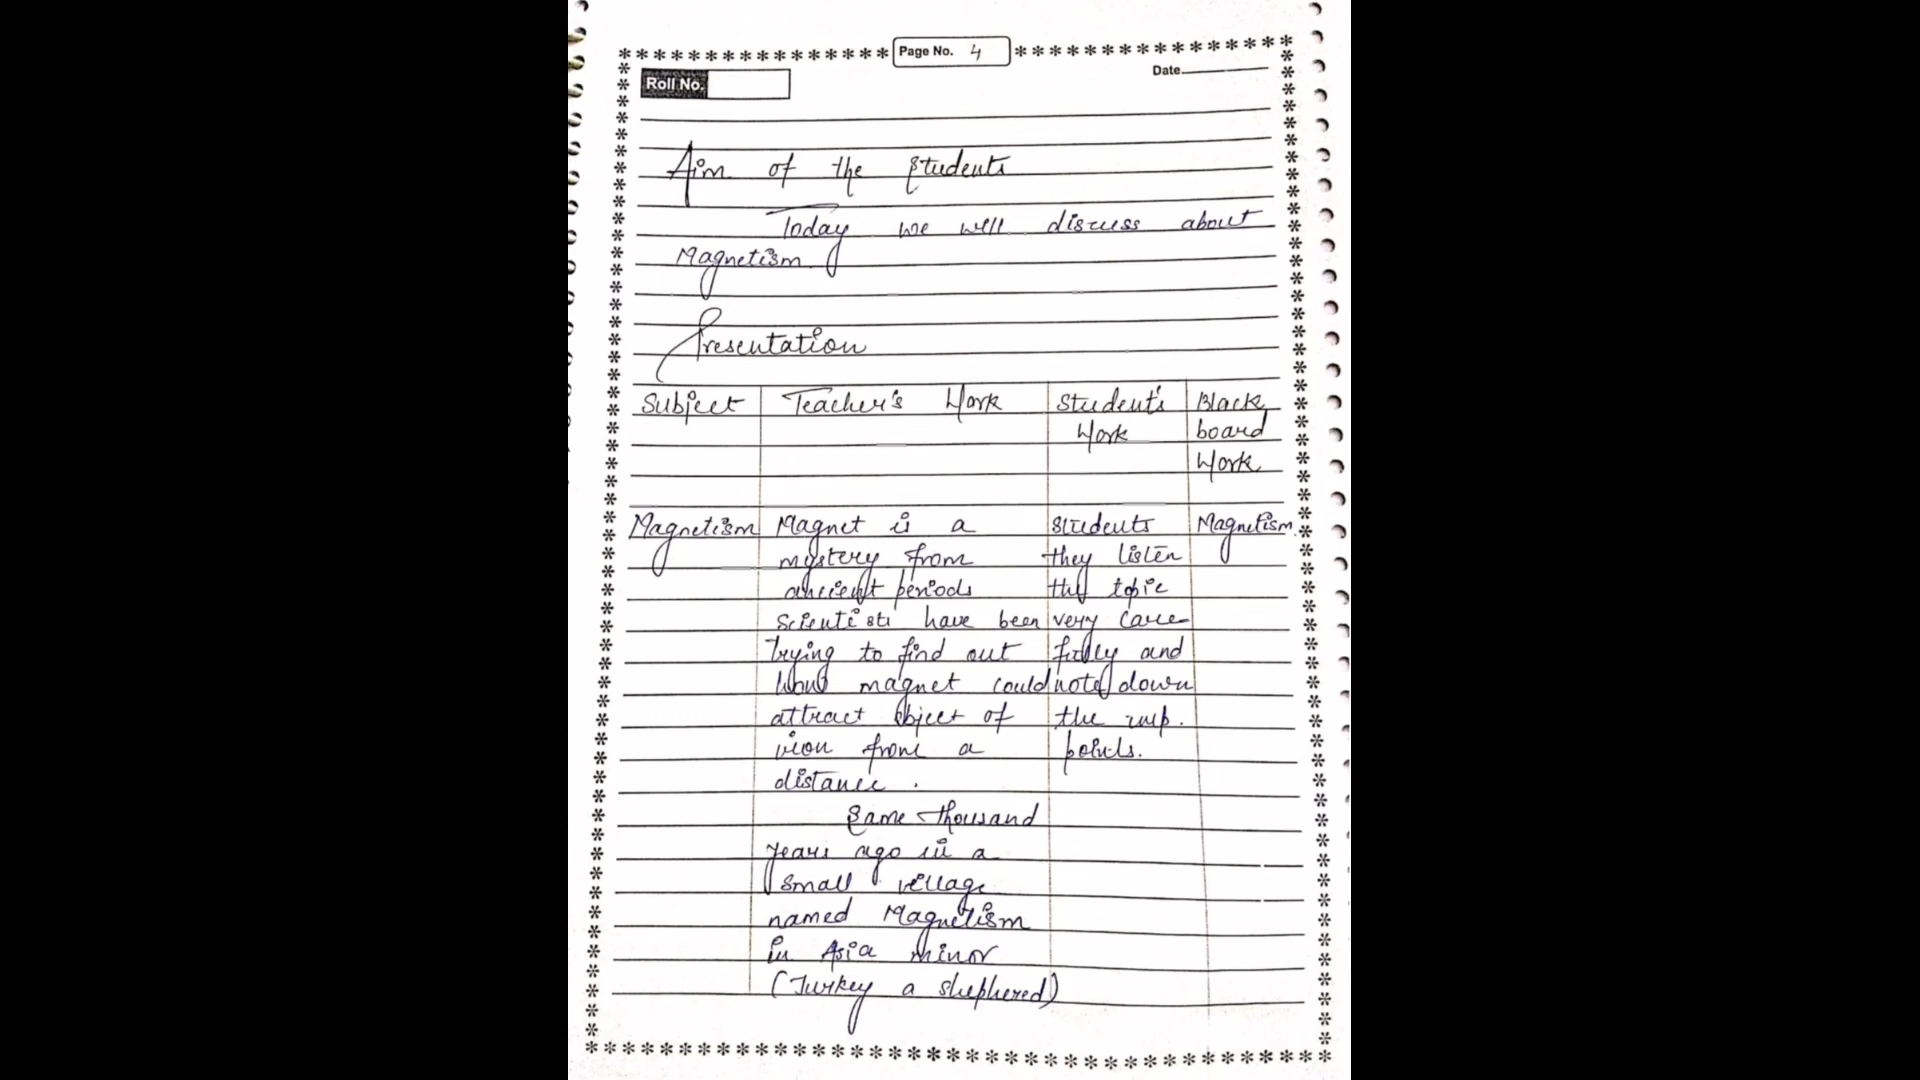 Page No. 4
Roll No.
Date
Aim of the students
Today we will discuss about
Magnetism.
Presentation
Subject Teacher's Work Student's Black
Work board
Work
Magnetism Magnet is a students Magnetism.
mystery from they listen
ancient periods the topic
scientists have been very care
trying to find out fully and
how magnet could note down
attract object of the imp.
iron from a points.
distance.
Same thousand
years ago in a
small village
named Magnetism
in Asia minor
(Turkey a shephered)